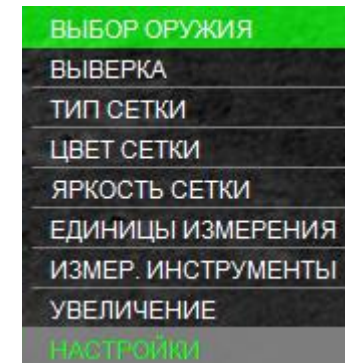 ВЫБОР ОРУЖИЯ
ВЫВЕРКА
ТИП СЕТКИ
ЦВЕТ СЕТКИ
ЯРКОСТЬ СЕТКИ
ЕДИНИЦЫ ИЗМЕРЕНИЯ
ИЗМЕР. ИНСТРУМЕНТЫ
УВЕЛИЧЕНИЕ
НАСТРОЙКИ